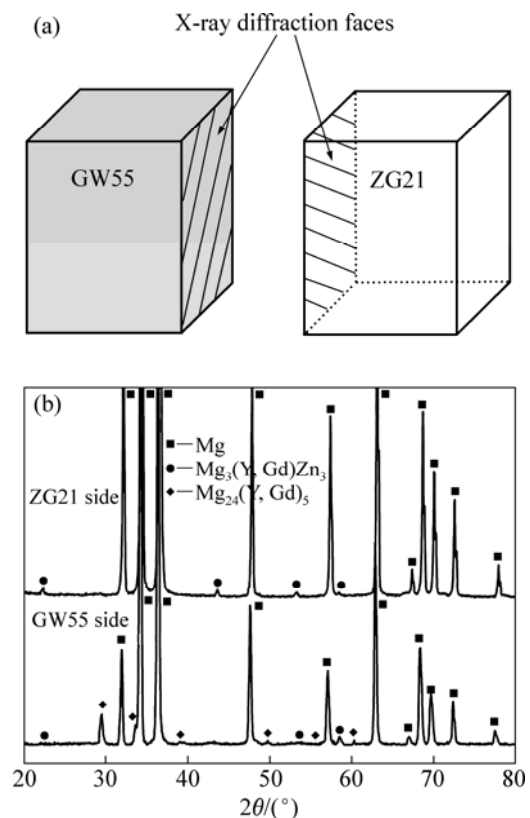 (a)
X-ray diffraction faces
GW55
ZG21
(b)
■—Mg
●—Mg₃(Y, Gd)Zn₃
◆—Mg₂₄(Y, Gd)₅
ZG21 side
GW55 side
20 30 40 50 60 70 80
2θ/(°)